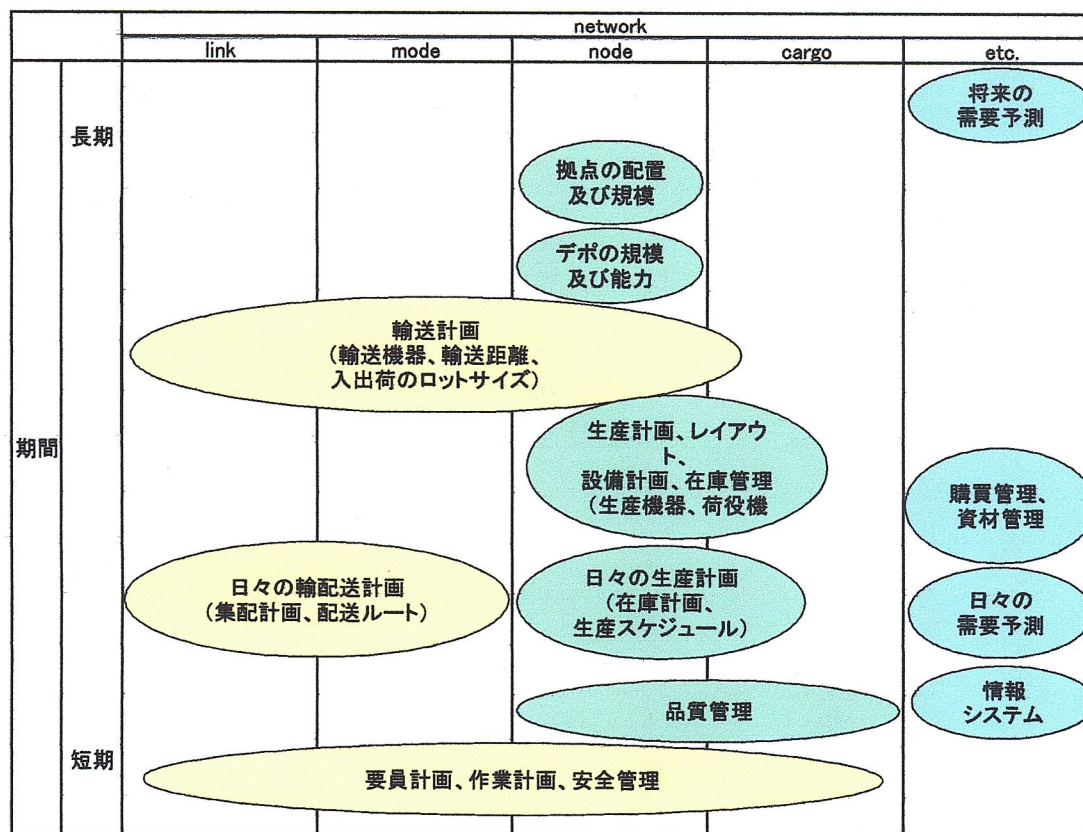 network
link
mode
node
cargo
etc.
期間
長期
短期
将来の
需要予測
拠点の配置
及び規模
デポの規模
及び能力
輸送計画
(輸送機器、輸送距離、
入出荷のロットサイズ)
生産計画、レイアウ
ト、
設備計画、在庫管理
(生産機器、荷役機
購買管理、
資材管理
日々の輸配送計画
(集配計画、配送ルート)
日々の生産計画
(在庫計画、
生産スケジュール)
日々の
需要予測
品質管理
情報
システム
要員計画、作業計画、安全管理